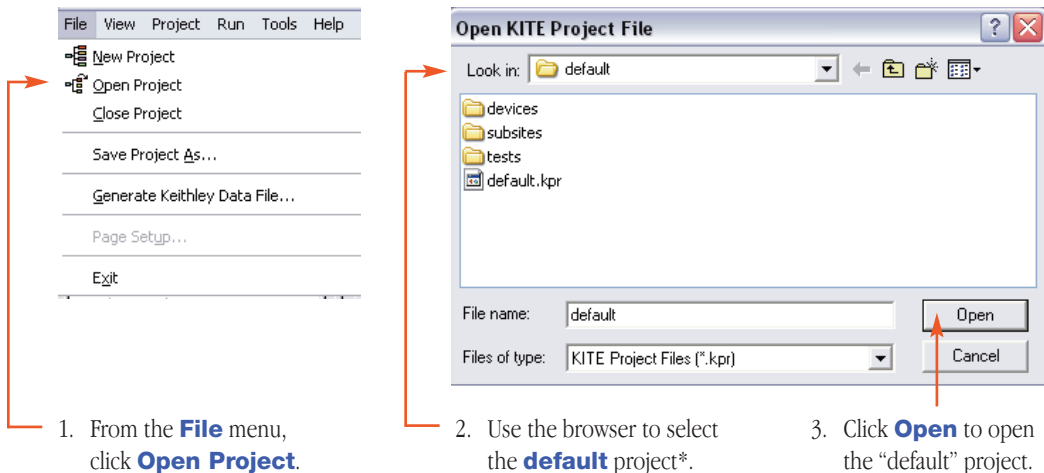 File View Project Run Tools Help
New Project
Open Project
Close Project
Save Project As...
Generate Keithley Data File...
Page Setup...
Exit
1. From the File menu,
click Open Project.
Open KITE Project File
Look in: default
devices
subsites
tests
default.kpr
File name: default
Open
Files of type: KITE Project Files (*.kpr)
Cancel
2. Use the browser to select
the default project*.
3. Click Open to open
the “default” project.